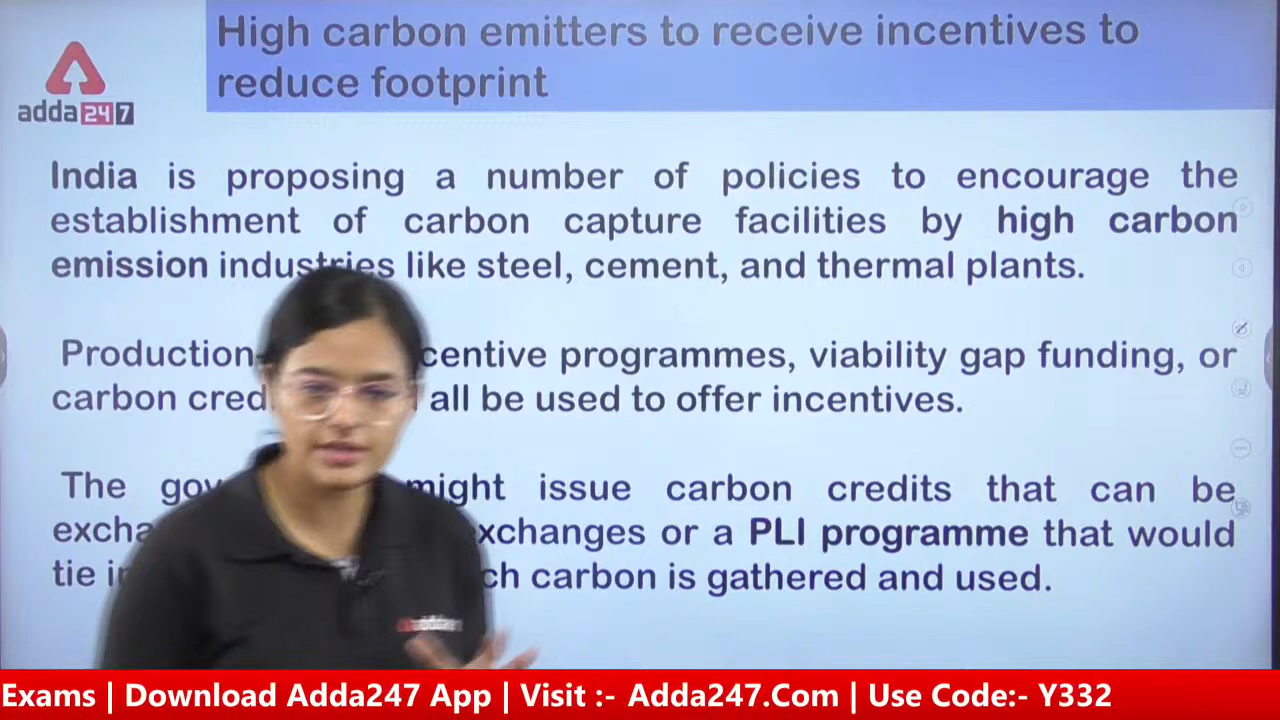 High carbon emitters to receive incentives to
reduce footprint
adda247
India is proposing a number of policies to encourage the
establishment of carbon capture facilities by high carbon
emission industries like steel, cement, and thermal plants.
Production- centive programmes, viability gap funding, or
carbon cred all be used to offer incentives.
The gov might issue carbon credits that can be
excha xchanges or a PLI programme that would
tie in ch carbon is gathered and used.
Exams | Download Adda247 App | Visit :- Adda247.Com | Use Code:- Y332